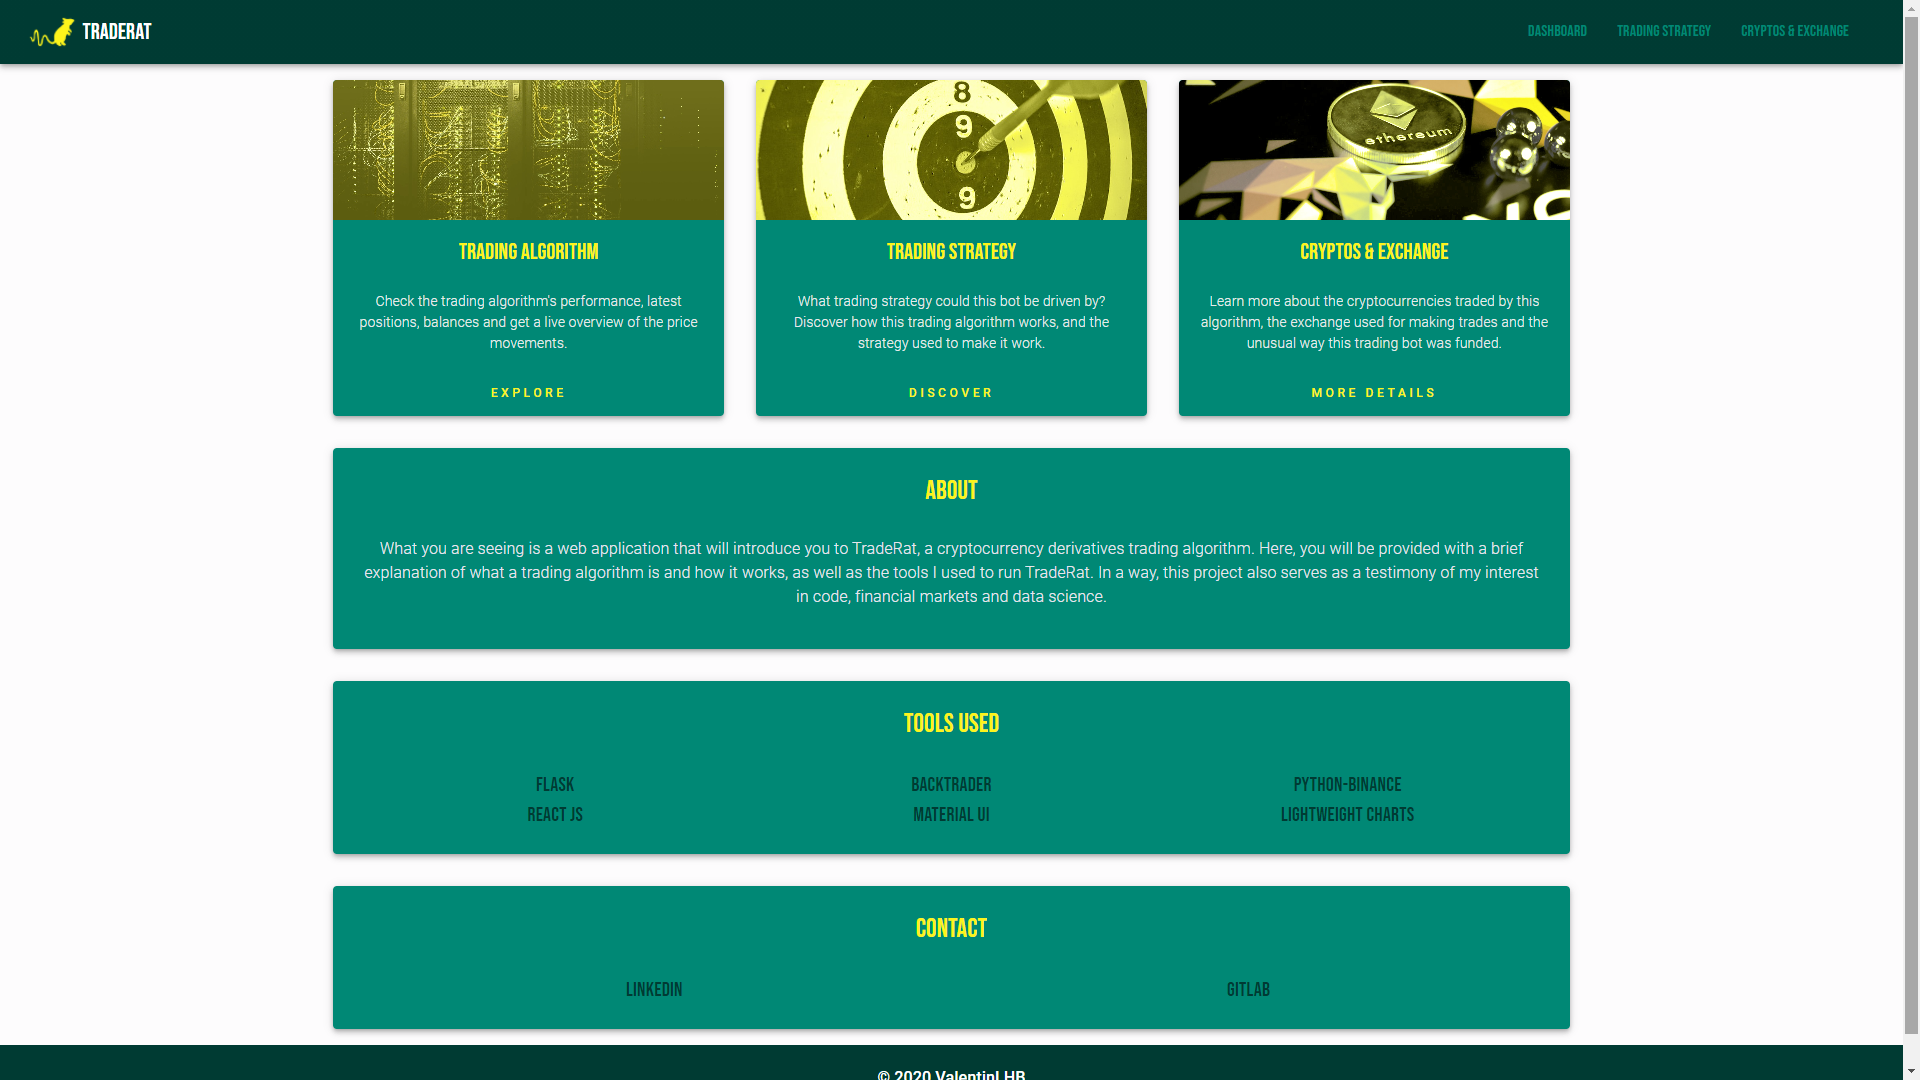 TRADERAT
DASHBOARD
TRADING STRATEGY
CRYPTOS & EXCHANGE
8
9
9
ethereum
TRADING ALGORITHM
Check the trading algorithm's performance, latest
positions, balances and get a live overview of the price
movements.
EXPLORE
TRADING STRATEGY
What trading strategy could this bot be driven by?
Discover how this trading algorithm works, and the
strategy used to make it work.
DISCOVER
CRYPTOS & EXCHANGE
Learn more about the cryptocurrencies traded by this
algorithm, the exchange used for making trades and the
unusual way this trading bot was funded.
MORE DETAILS
ABOUT
What you are seeing is a web application that will introduce you to TradeRat, a cryptocurrency derivatives trading algorithm. Here, you will be provided with a brief
explanation of what a trading algorithm is and how it works, as well as the tools I used to run TradeRat. In a way, this project also serves as a testimony of my interest
in code, financial markets and data science.
TOOLS USED
FLASK
BACKTRADER
PYTHON-BINANCE
REACT JS
MATERIAL UI
LIGHTWEIGHT CHARTS
CONTACT
LINKEDIN
GITLAB
© 2020 ValentinLHB